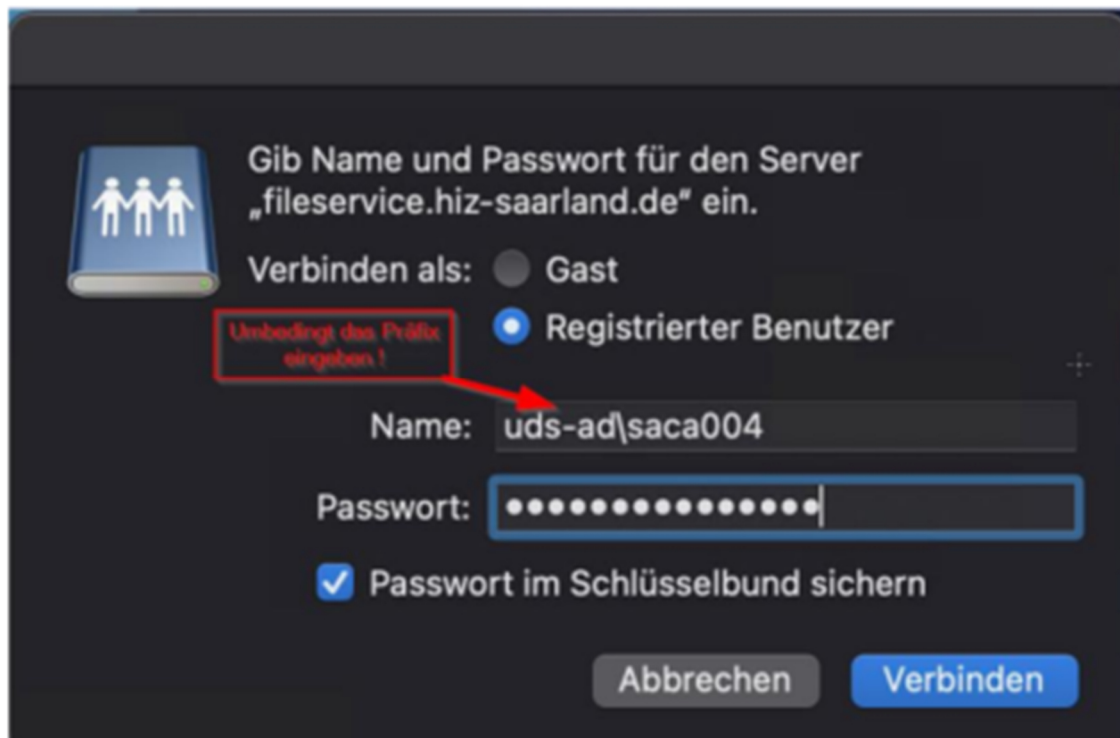 Gib Name und Passwort für den Server
„fileservice.hiz-saarland.de“ ein.
Verbinden als:
Gast
Umbedingt das Präfix
eingeben !
Registrierter Benutzer
Name:
uds-ad\saca004
Passwort:
•••••••••••••••
Passwort im Schlüsselbund sichern
Abbrechen
Verbinden